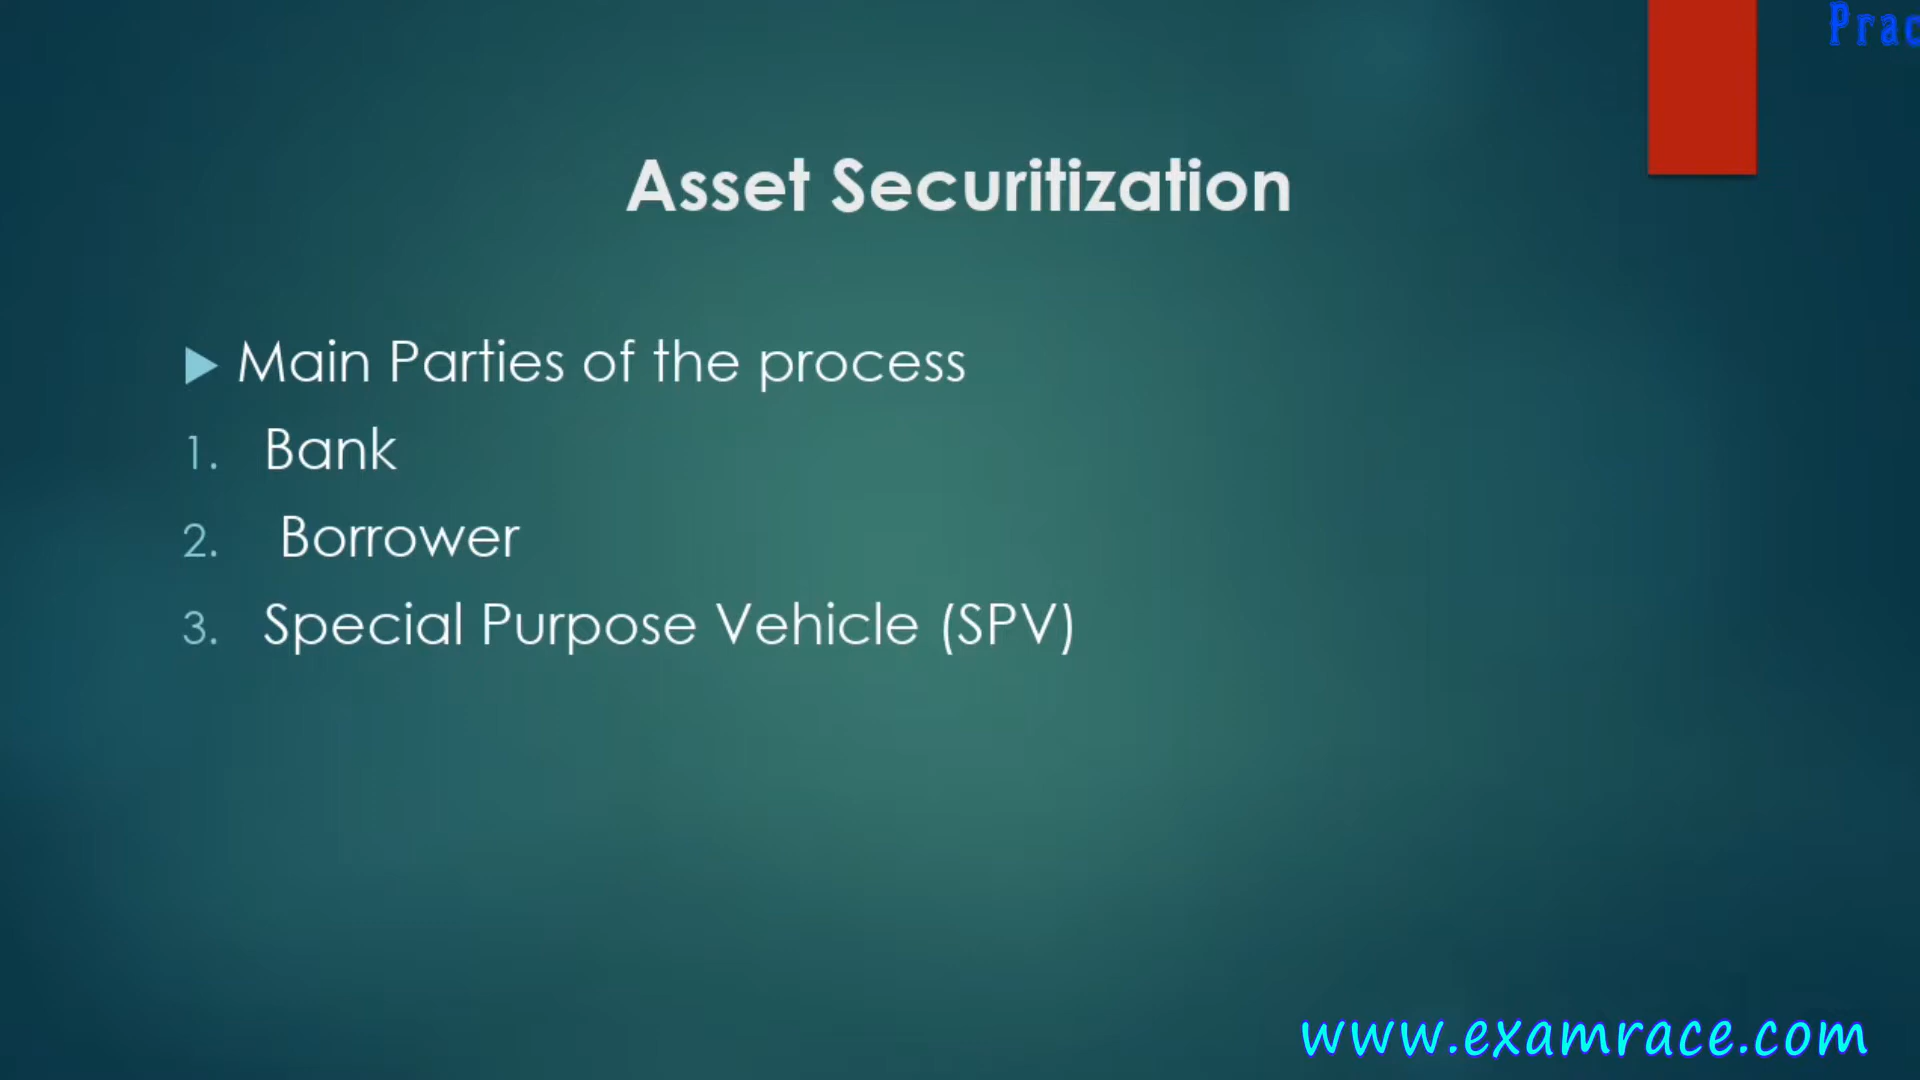 Prac
Asset Securitization
Main Parties of the process
1. Bank
2. Borrower
3. Special Purpose Vehicle (SPV)
www.examrace.com